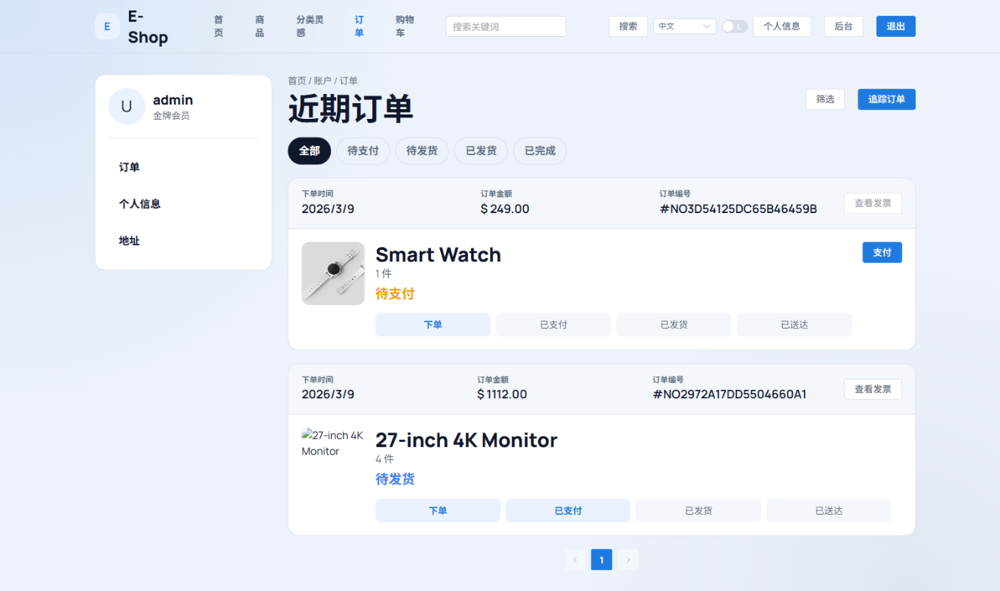 E
E-
Shop
首
页
商
品
分类灵
感
订
单
购物
车
搜索关键词
搜索
中文
L
个人信息
后台
退出
U
admin
金牌会员
订单
个人信息
地址
首页 / 账户 / 订单
近期订单
筛选
追踪订单
全部
待支付
待发货
已发货
已完成
下单时间
2026/3/9
订单金额
$ 249.00
订单编号
#NO3D54125DC65B46459B
查看发票
Smart Watch
1 件
待支付
支付
下单
已支付
已发货
已送达
下单时间
2026/3/9
订单金额
$ 1112.00
订单编号
#NO2972A17DD5504660A1
查看发票
27-inch 4K
Monitor
27-inch 4K Monitor
4 件
待发货
下单
已支付
已发货
已送达
1